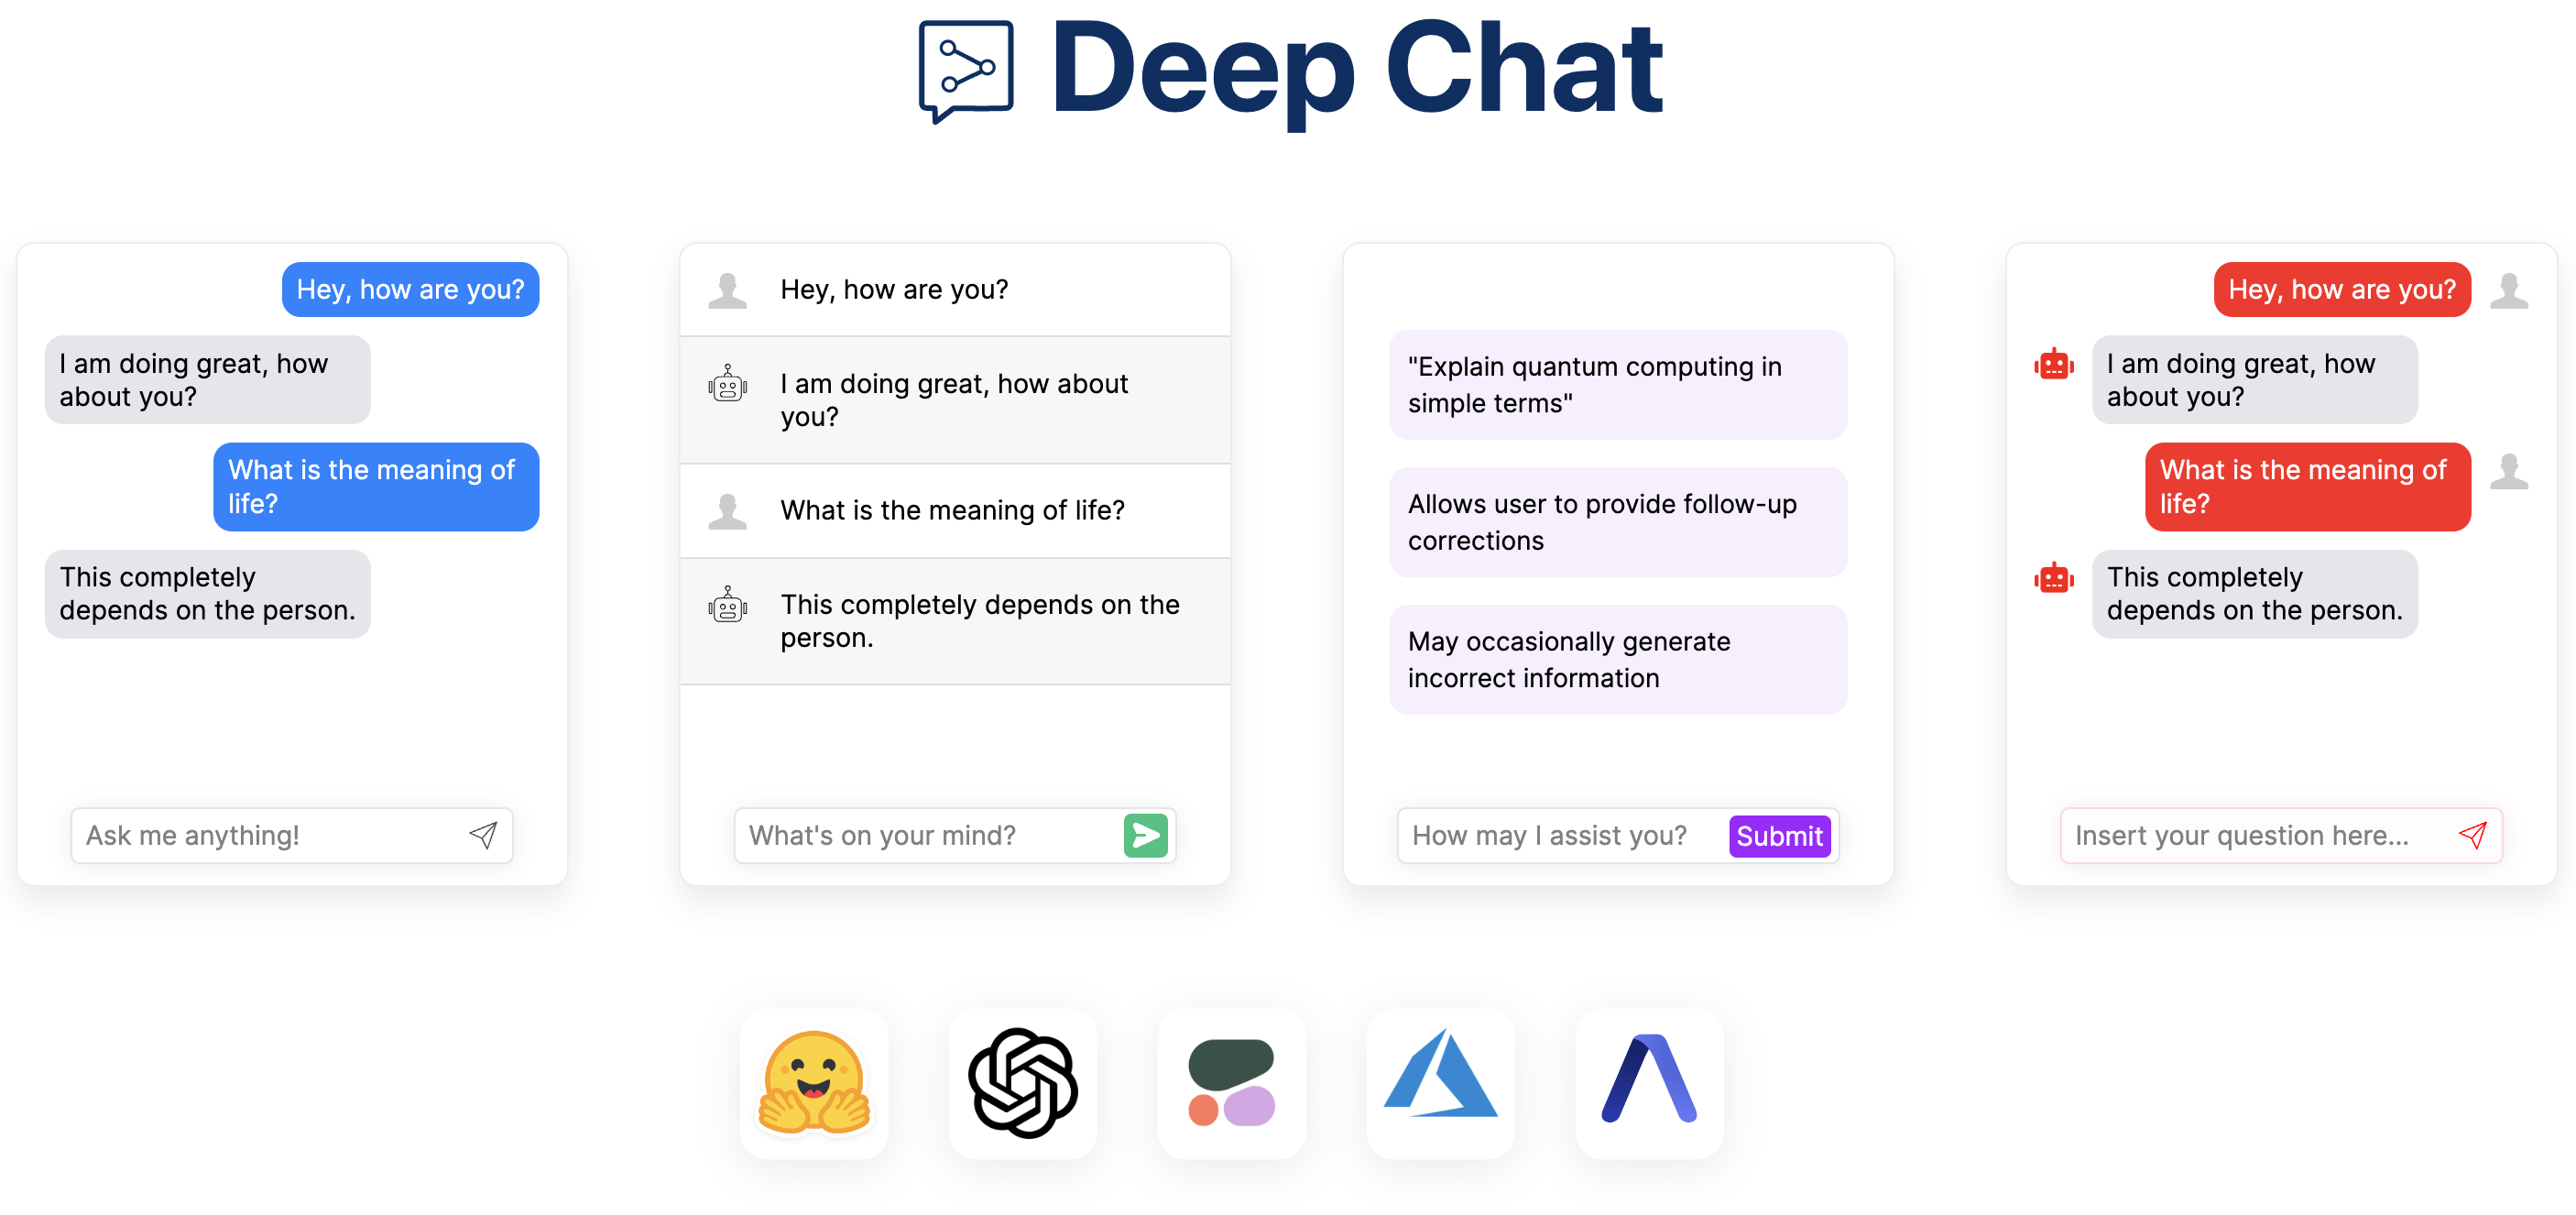 Deep Chat
Hey, how are you?
I am doing great, how
about you?
What is the meaning of
life?
This completely
depends on the person.
Ask me anything!
Hey, how are you?
I am doing great, how about
you?
What is the meaning of life?
This completely depends on the
person.
What's on your mind?
"Explain quantum computing in
simple terms"
Allows user to provide follow-up
corrections
May occasionally generate
incorrect information
How may I assist you?
Submit
Hey, how are you?
I am doing great, how
about you?
What is the meaning of
life?
This completely
depends on the person.
Insert your question here...